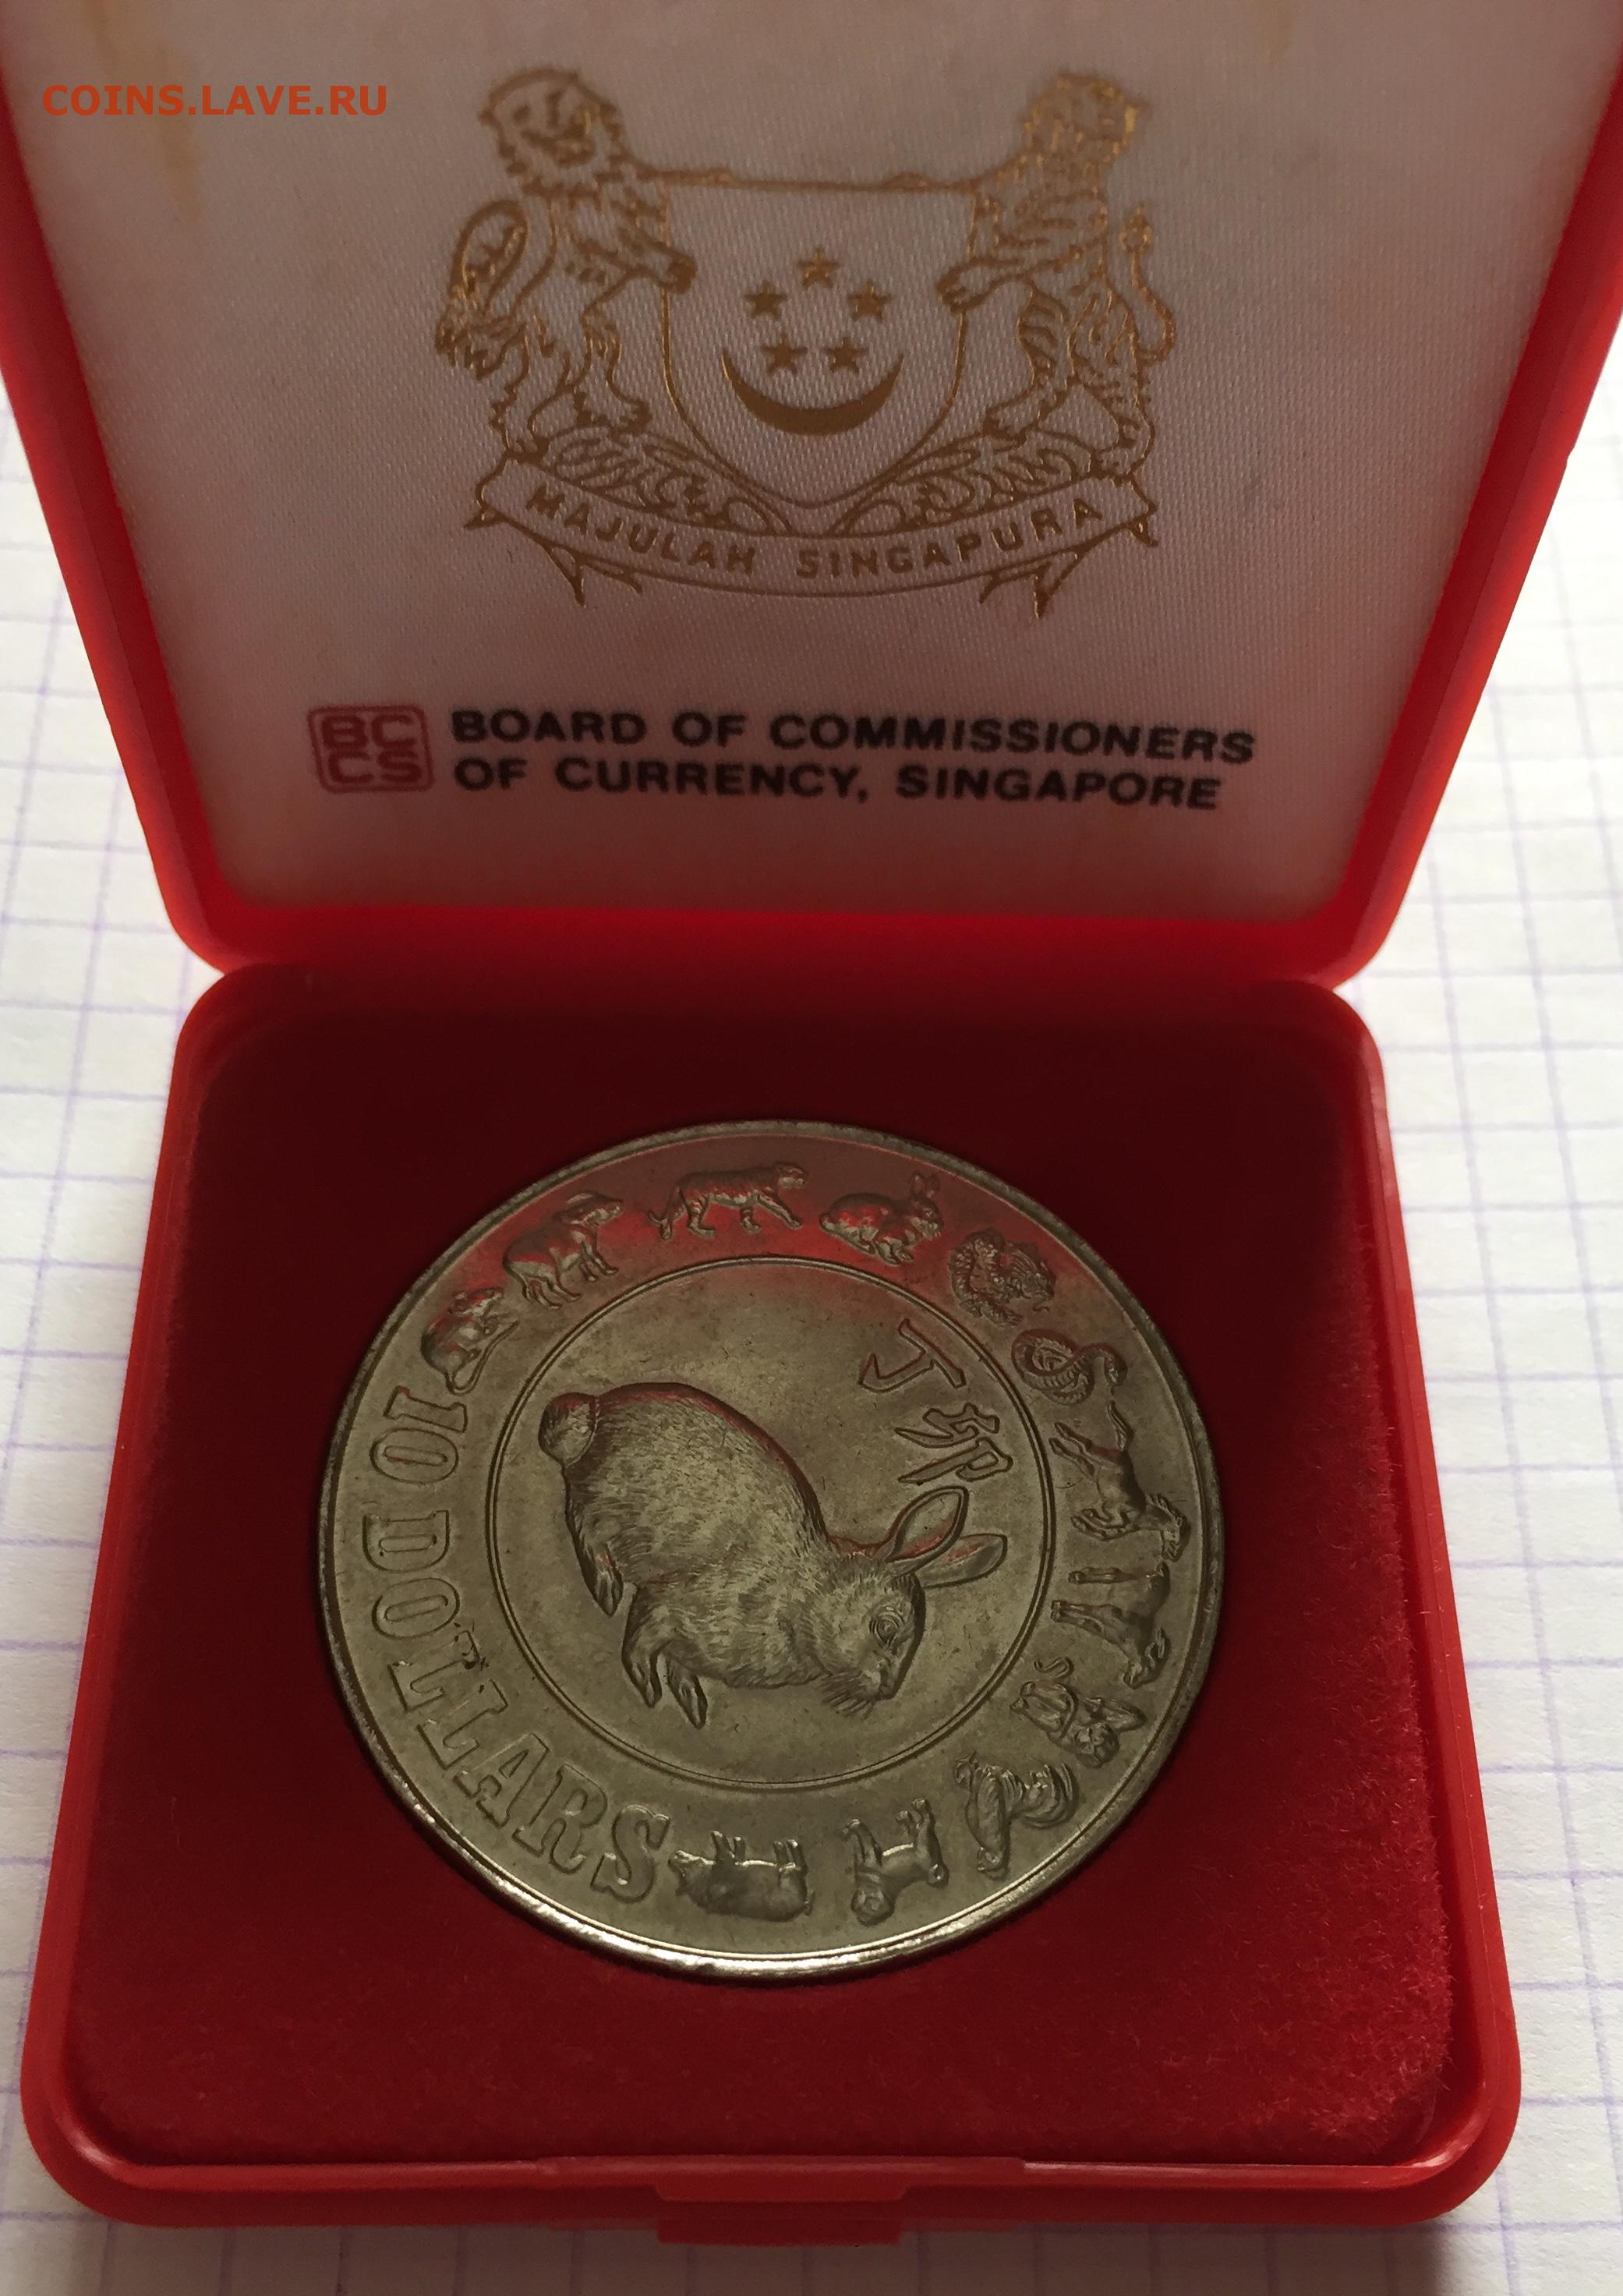 COINS.LAVE.RU
MAJULAH SINGAPURA
BC
CS
BOARD OF COMMISSIONERS
OF CURRENCY, SINGAPORE
丁卯
10 DOLLARS